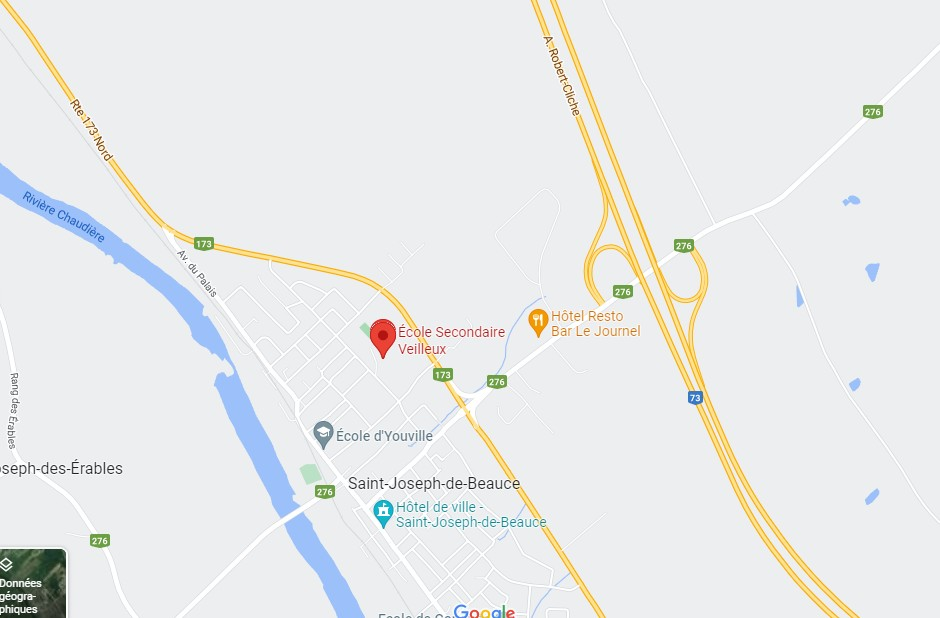 A. Robert-Cliche
276
Rte 173 Nord
Rivière Chaudière
173
276
Av. du Palais
276
Hôtel Resto
Bar Le Journel
École Secondaire
Veilleux
173
276
73
Rang des Érables
École d'Youville
oseph-des-Érables
Saint-Joseph-de-Beauce
276
Hôtel de ville -
Saint-Joseph-de-Beauce
276
Données
géogra-
phiques
Google